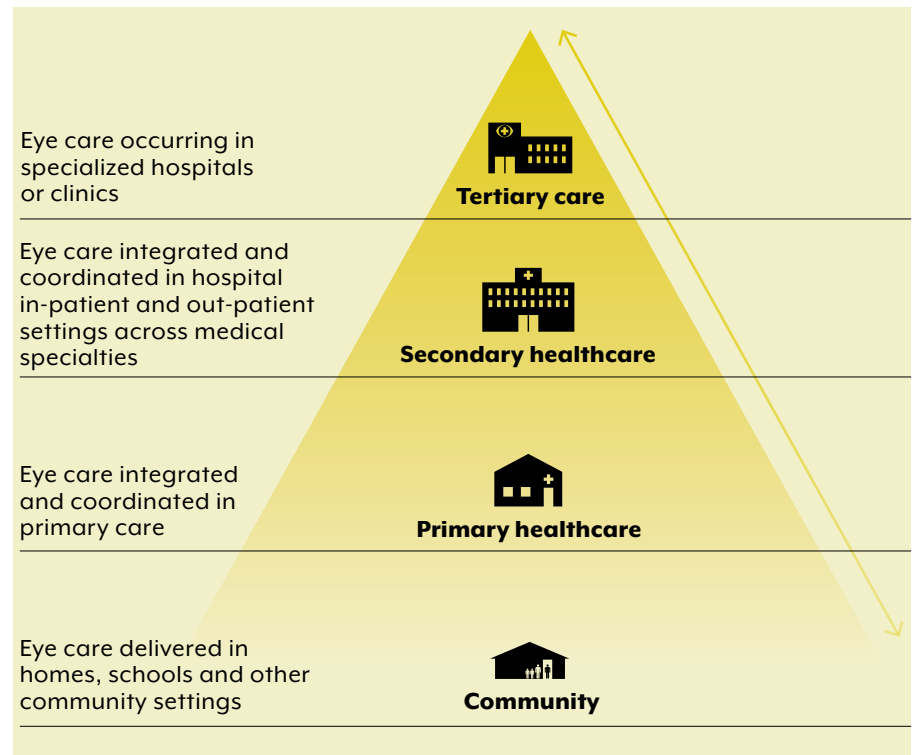 Eye care occurring in
specialized hospitals
or clinics
Tertiary care
Eye care integrated and
coordinated in hospital
in-patient and out-patient
settings across medical
specialties
Secondary healthcare
Eye care integrated
and coordinated in
primary care
Primary healthcare
Eye care delivered in
homes, schools and other
community settings
Community